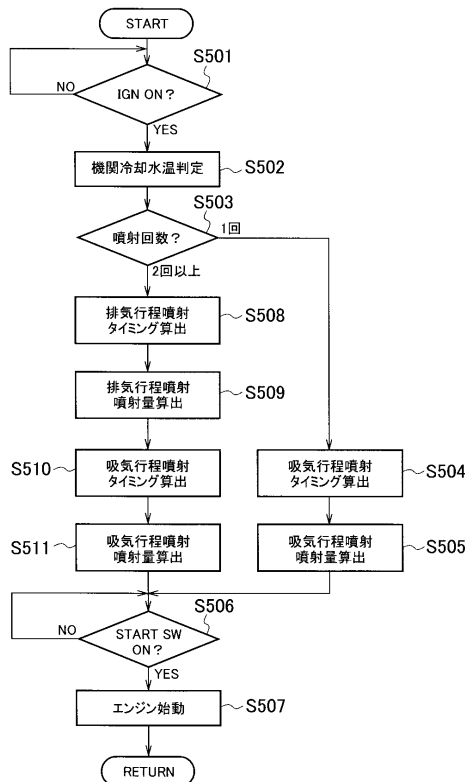 START
S501
IGN ON?
NO
YES
機関冷却水温判定
S502
S503
噴射回数?
1回
2回以上
排気行程噴射
タイミング算出
S508
排気行程噴射
噴射量算出
S509
S510
吸気行程噴射
タイミング算出
吸気行程噴射
タイミング算出
S504
S511
吸気行程噴射
噴射量算出
吸気行程噴射
噴射量算出
S505
S506
START SW
ON?
NO
YES
エンジン始動
S507
RETURN